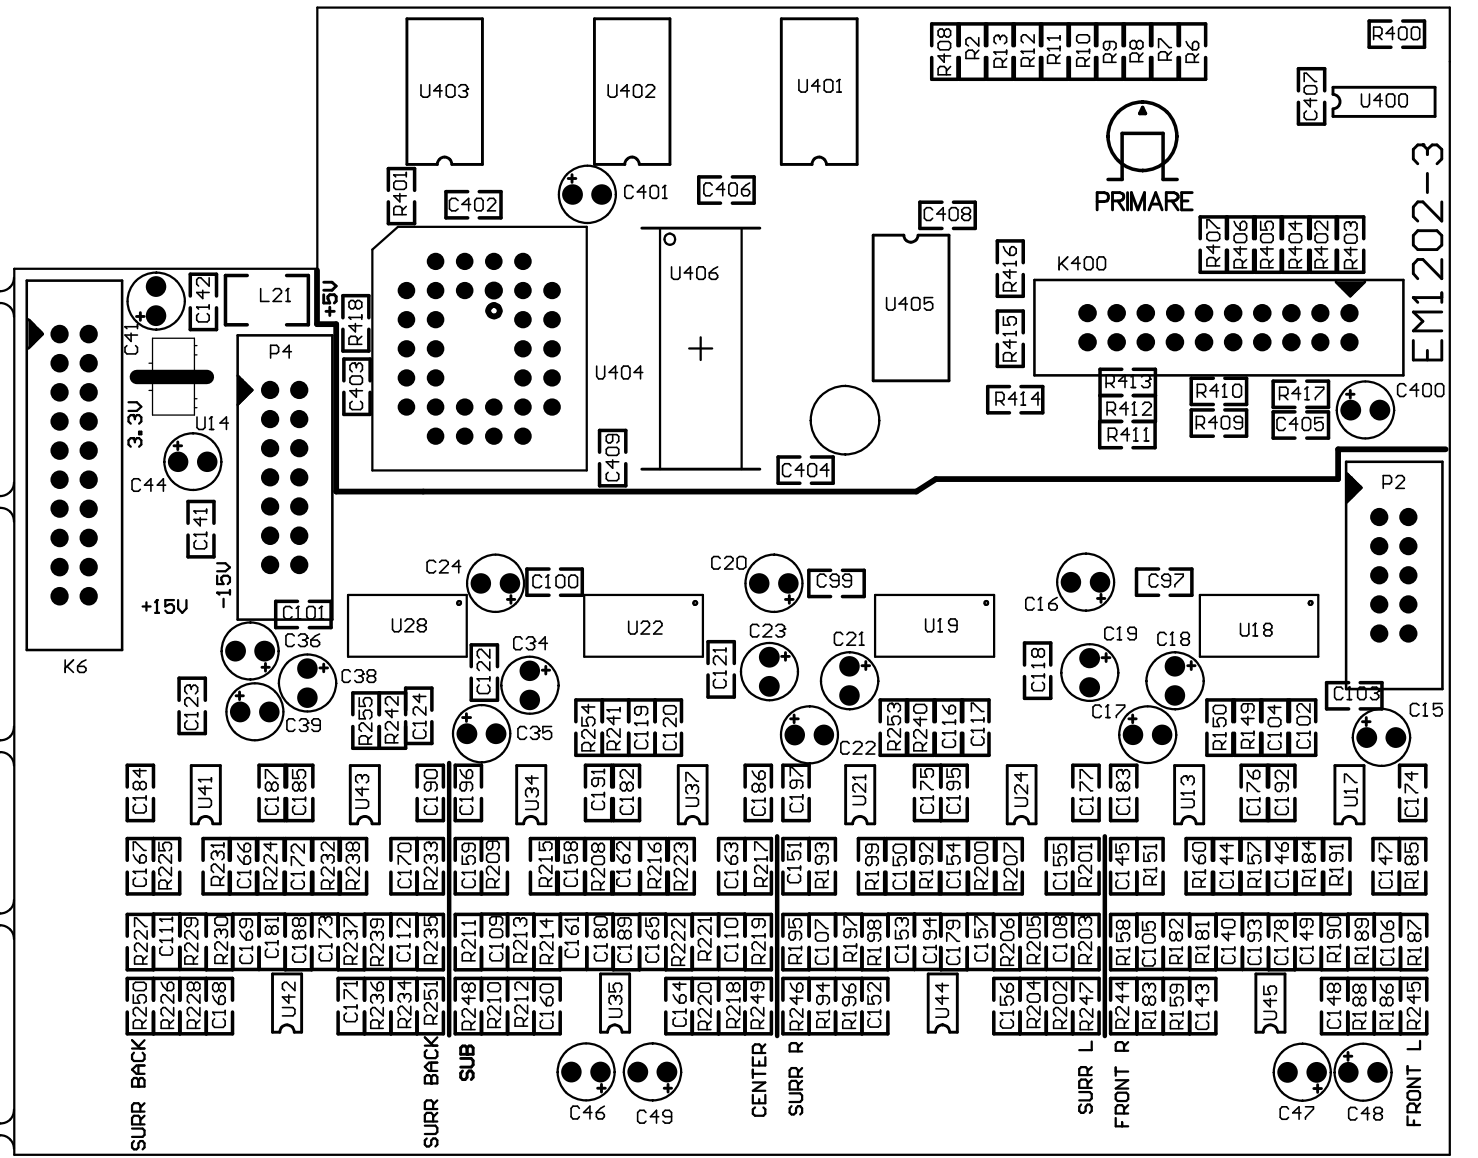 U403
U402
U401
R408
R2
R13
R12
R11
R10
R9
R8
R7
R6
R400
C407
U400
PRIMARE
EM1202-3
R401
C402
C401
C406
C408
R407
R406
R405
R404
R402
R403
K400
R416
R415
R414
U406
U405
U404
C142
L21
+5V
R418
C403
C41
P4
3.3V
U14
C44
C141
C409
C404
R413
R412
R411
R410
R409
R417
C405
C400
P2
-15V
+15V
C101
K6
C24
C100
C20
C99
C16
C97
U28
U22
U19
U18
C36
C38
C39
C123
C34
C122
C35
C23
C121
C21
C22
C19
C118
C18
C17
C103
C15
R255
R242
C124
R254
R241
C119
C120
R253
R240
C116
C117
R150
R149
C104
C102
C184
U41
C187
C185
U43
C190
C196
U34
C191
C182
U37
C186
C197
U21
C175
C195
U24
C177
C183
U13
C176
C192
U17
C174
C167
R225
R231
C166
R224
C172
R232
R238
C170
R233
C159
R209
R215
C158
R208
C162
R216
R223
C163
R217
C151
R193
R199
C150
R192
C154
R200
R207
C155
R201
C145
R151
R160
C144
R157
C146
R184
R191
C147
R185
R227
C111
R229
R230
C169
C181
C188
C173
R237
R239
C112
R235
R211
C109
R213
R214
C161
C180
C189
C165
R222
R221
C110
R219
R195
C107
R197
R198
C153
C194
C179
C157
R206
R205
C108
R203
R158
C105
R182
R181
C140
C193
C178
C149
R190
R189
C106
R187
R250
R226
R228
C168
U42
C171
R236
R234
R251
R248
R210
R212
C160
U35
C164
R220
R218
R249
R246
R194
R196
C152
U44
C156
R204
R202
R247
R244
R183
R159
C143
U45
C148
R188
R186
R245
SURR BACK
SURR BACK
SUB
CENTER
SURR R
SURR L
FRONT R
FRONT L
C46
C49
C47
C48